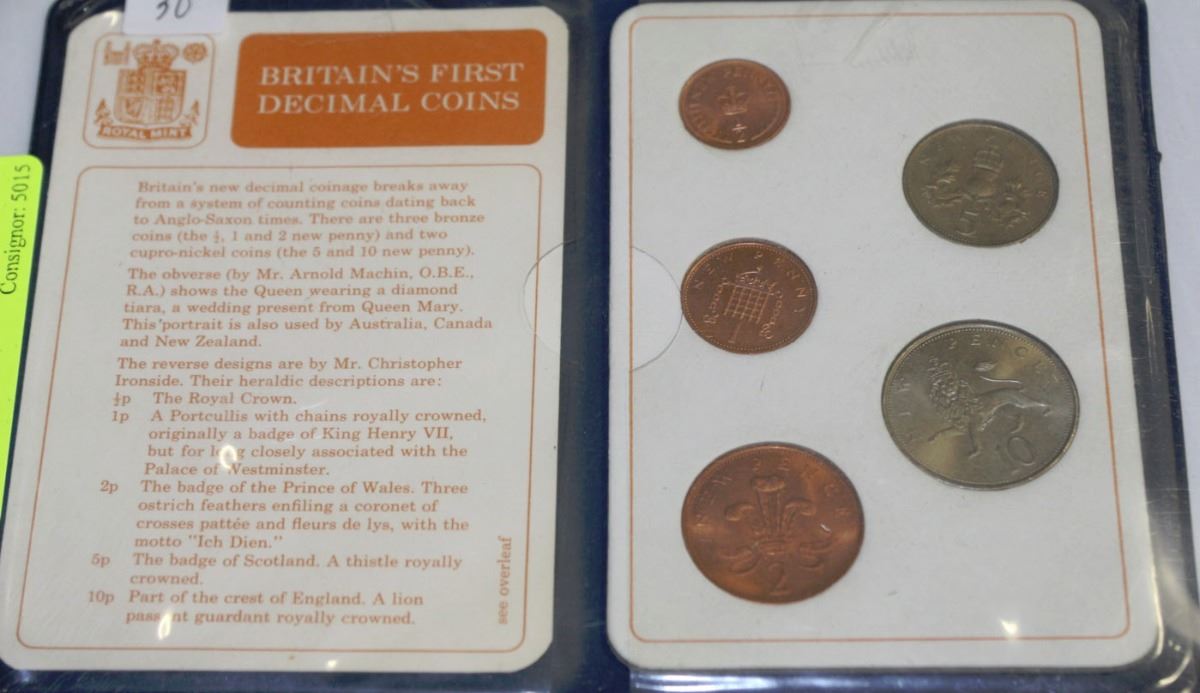 30
ROYAL MINT
BRITAIN'S FIRST
DECIMAL COINS
Consignor: 5015
Britain's new decimal coinage breaks away
from a system of counting coins dating back
to Anglo-Saxon times. There are three bronze
coins (the ½, 1 and 2 new penny) and two
cupro-nickel coins (the 5 and 10 new penny).
The obverse (by Mr. Arnold Machin, O.B.E.,
R.A.) shows the Queen wearing a diamond
tiara, a wedding present from Queen Mary.
This portrait is also used by Australia, Canada
and New Zealand.
The reverse designs are by Mr. Christopher
Ironside. Their heraldic descriptions are:
½p The Royal Crown.
1p A Portcullis with chains royally crowned,
originally a badge of King Henry VII,
but for long closely associated with the
Palace of Westminster.
2p The badge of the Prince of Wales. Three
ostrich feathers enfiling a coronet of
crosses pattée and fleurs de lys, with the
motto "Ich Dien."
5p The badge of Scotland. A thistle royally
crowned.
10p Part of the crest of England. A lion
passant guardant royally crowned.
see overleaf
½
NEW PENCE
5
NEW PENNY
1
NEW PENCE
10
NEW PENCE
2